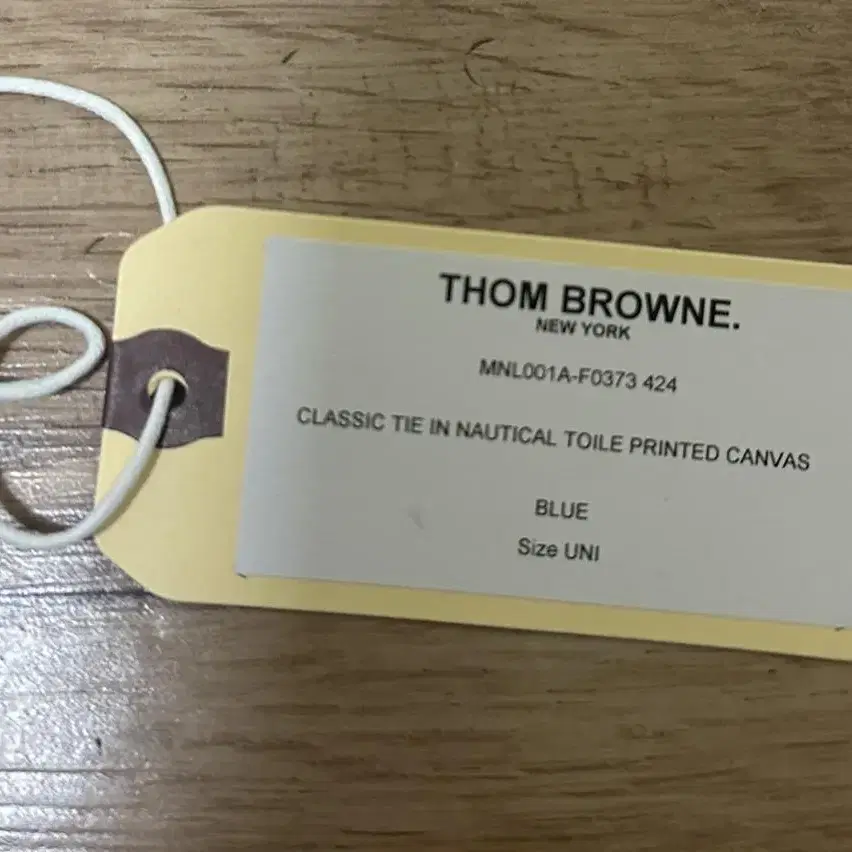 THOM BROWNE.
NEW YORK
MNL001A-F0373 424
CLASSIC TIE IN NAUTICAL TOILE PRINTED CANVAS
BLUE
Size UNI